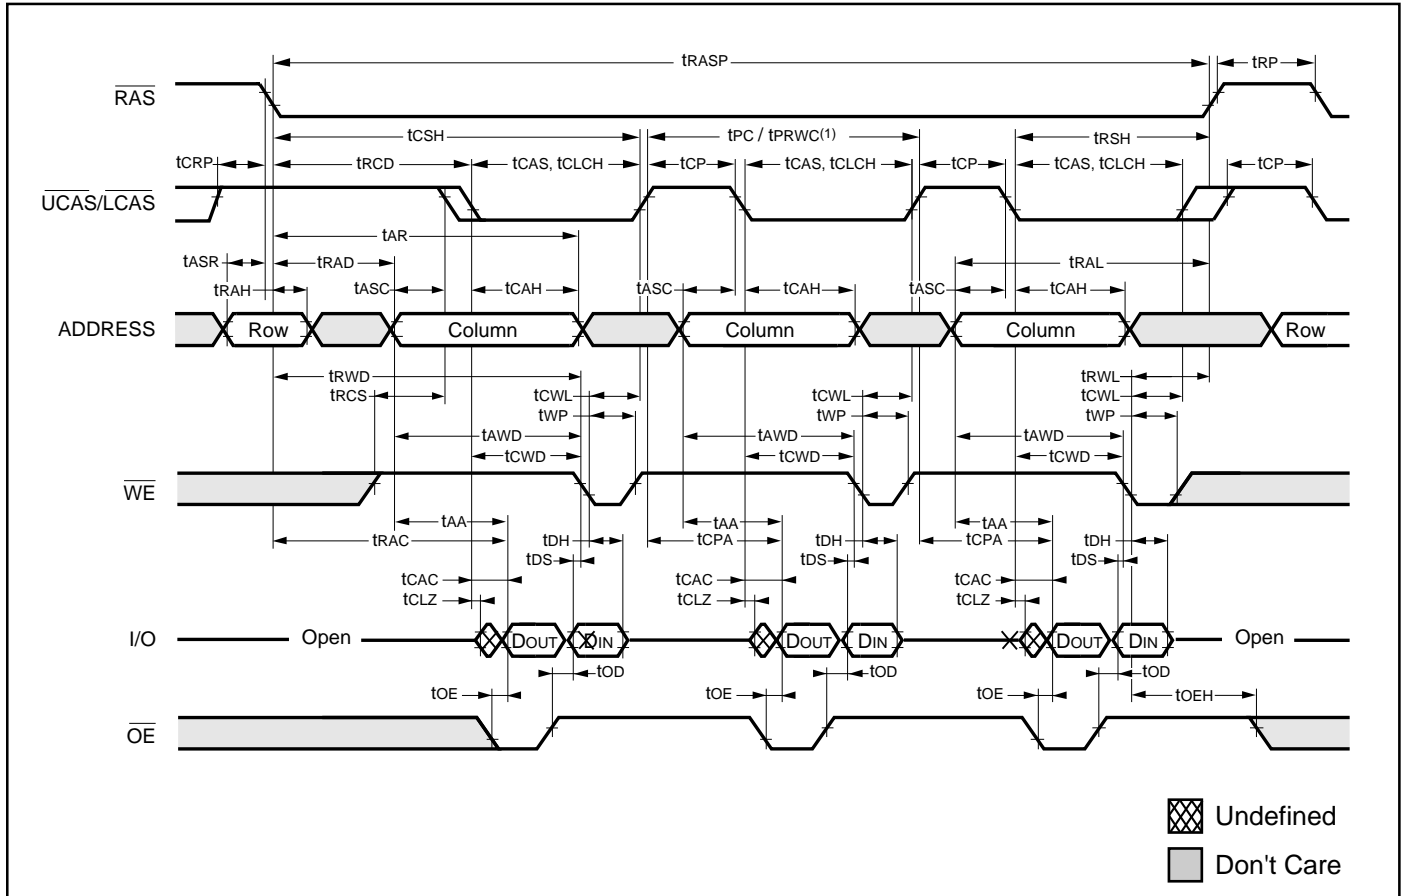 tRASP
tRP
RAS
tCSH
tPC / tPRWC(1)
tRSH
tCRP
tRCD
tCAS, tCLCH
tCP
tCAS, tCLCH
tCP
tCAS, tCLCH
tCP
UCAS/LCAS
tAR
tASR
tRAD
tRAL
tRAH
tASC
tCAH
tASC
tCAH
tASC
tCAH
ADDRESS
Row
Column
Column
Column
Row
tRWD
tRWL
tRCS
tCWL
tCWL
tCWL
tWP
tWP
tWP
tAWD
tAWD
tAWD
tCWD
tCWD
tCWD
WE
tAA
tAA
tAA
tRAC
tDH
tCPA
tDH
tCPA
tDH
tDS
tDS
tDS
tCAC
tCAC
tCAC
tCLZ
tCLZ
tCLZ
I/O
Open
DOUT
DIN
DOUT
DIN
DOUT
DIN
Open
tOD
tOD
tOD
tOE
tOE
tOE
tOEH
OE
Undefined
Don't Care